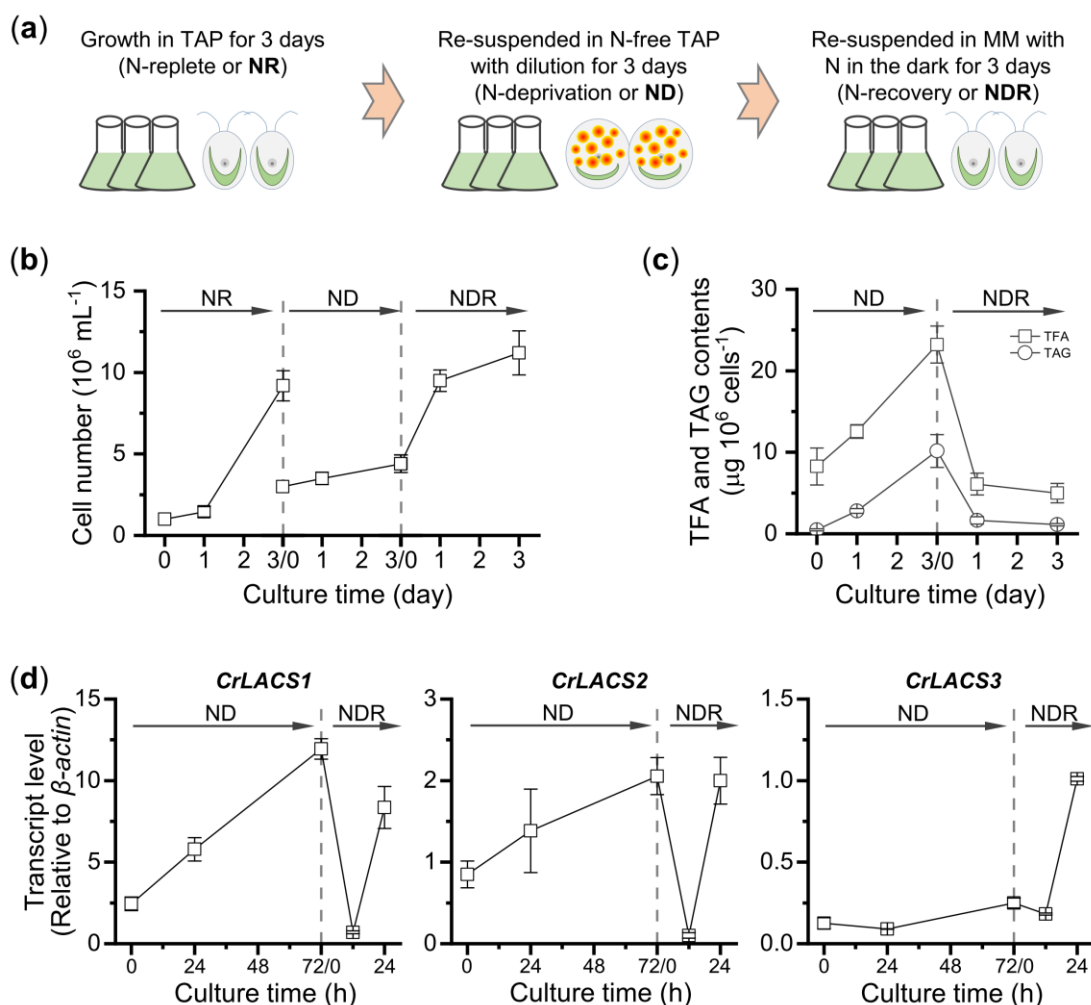 (a)
Growth in TAP for 3 days
(N-replete or NR)
Re-suspended in N-free TAP
with dilution for 3 days
(N-deprivation or ND)
Re-suspended in MM with
N in the dark for 3 days
(N-recovery or NDR)
(b)
NR
ND
NDR
15
10
5
0
Cell number (10⁶ mL⁻¹)
0 1 2 3/0 1 2 3/0 1 2 3
Culture time (day)
(c)
ND
NDR
TFA
TAG
30
20
10
0
TFA and TAG contents
(μg 10⁶ cells⁻¹)
0 1 2 3/0 1 2 3
Culture time (day)
(d)
CrLACS1
ND
NDR
15
10
5
0
Transcript level
(Relative to β-actin)
0 24 48 72/0 24
Culture time (h)
CrLACS2
ND
NDR
3
2
1
0
0 24 48 72/0 24
Culture time (h)
CrLACS3
ND
NDR
1.0
0.5
0.0
0 24 48 72/0 24
Culture time (h)